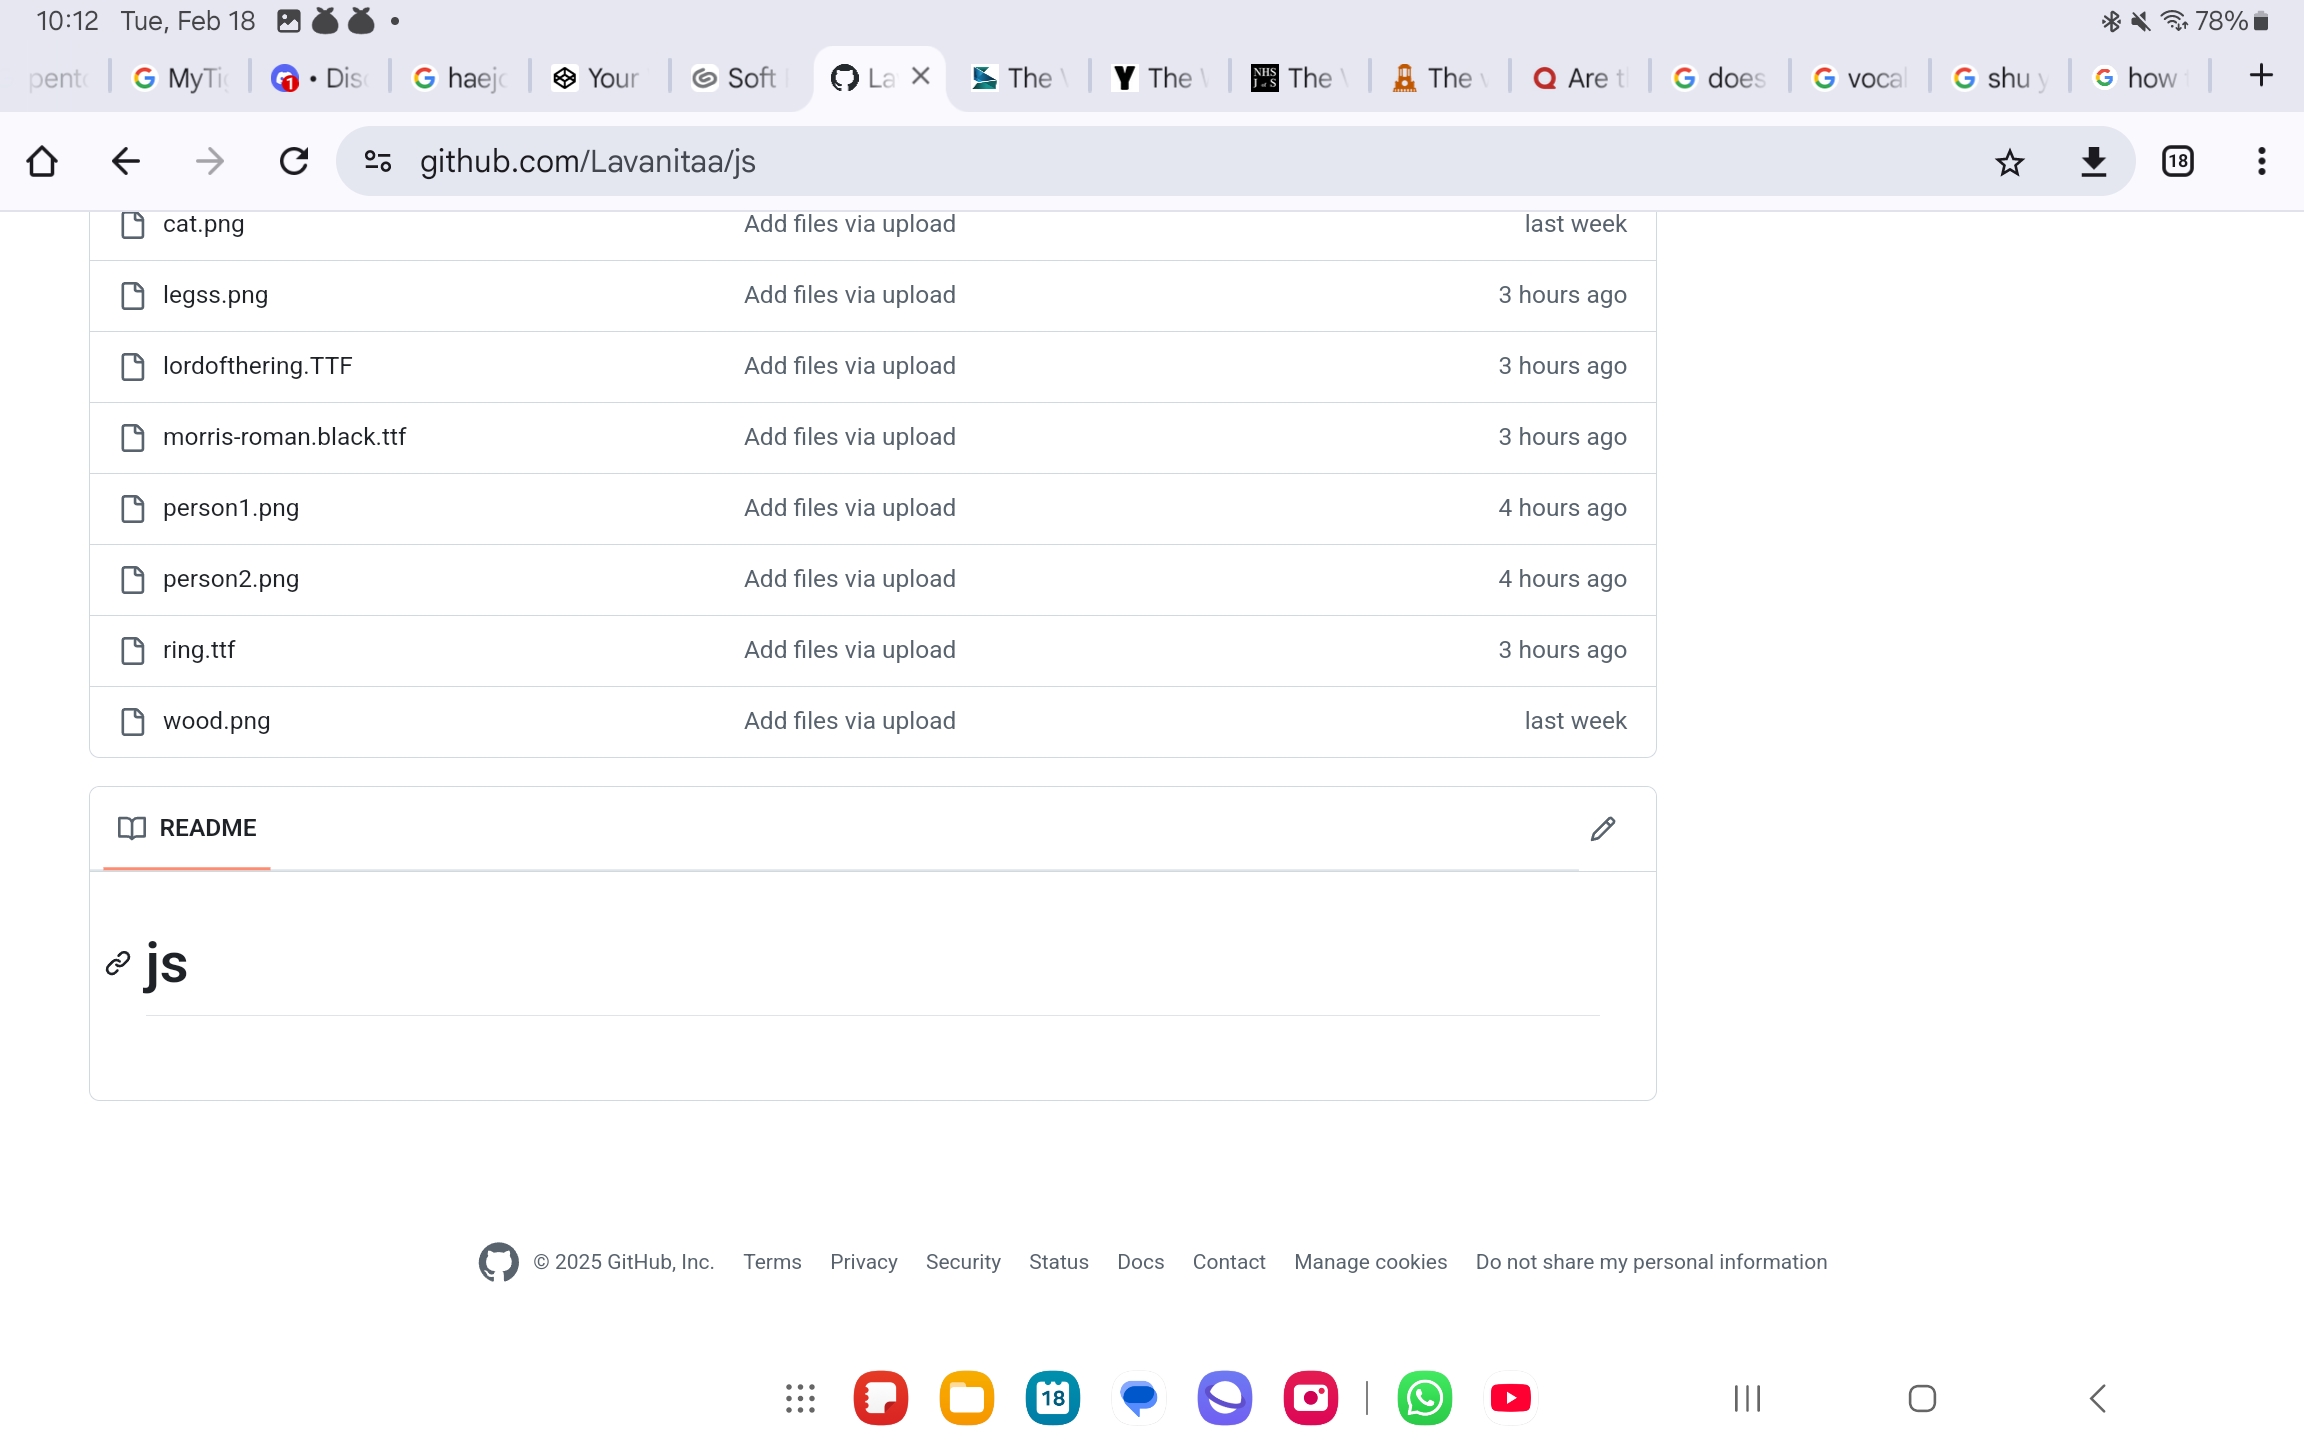 10:12 Tue, Feb 18 78%
MyTi • Disc haejc Your Soft La The The The The Are t does vocal shu y how
github.com/Lavanitaa/js 18
cat.png Add files via upload last week
legss.png Add files via upload 3 hours ago
lordofthering.TTF Add files via upload 3 hours ago
morris-roman.black.ttf Add files via upload 3 hours ago
person1.png Add files via upload 4 hours ago
person2.png Add files via upload 4 hours ago
ring.ttf Add files via upload 3 hours ago
wood.png Add files via upload last week
README
js
© 2025 GitHub, Inc. Terms Privacy Security Status Docs Contact Manage cookies Do not share my personal information
18